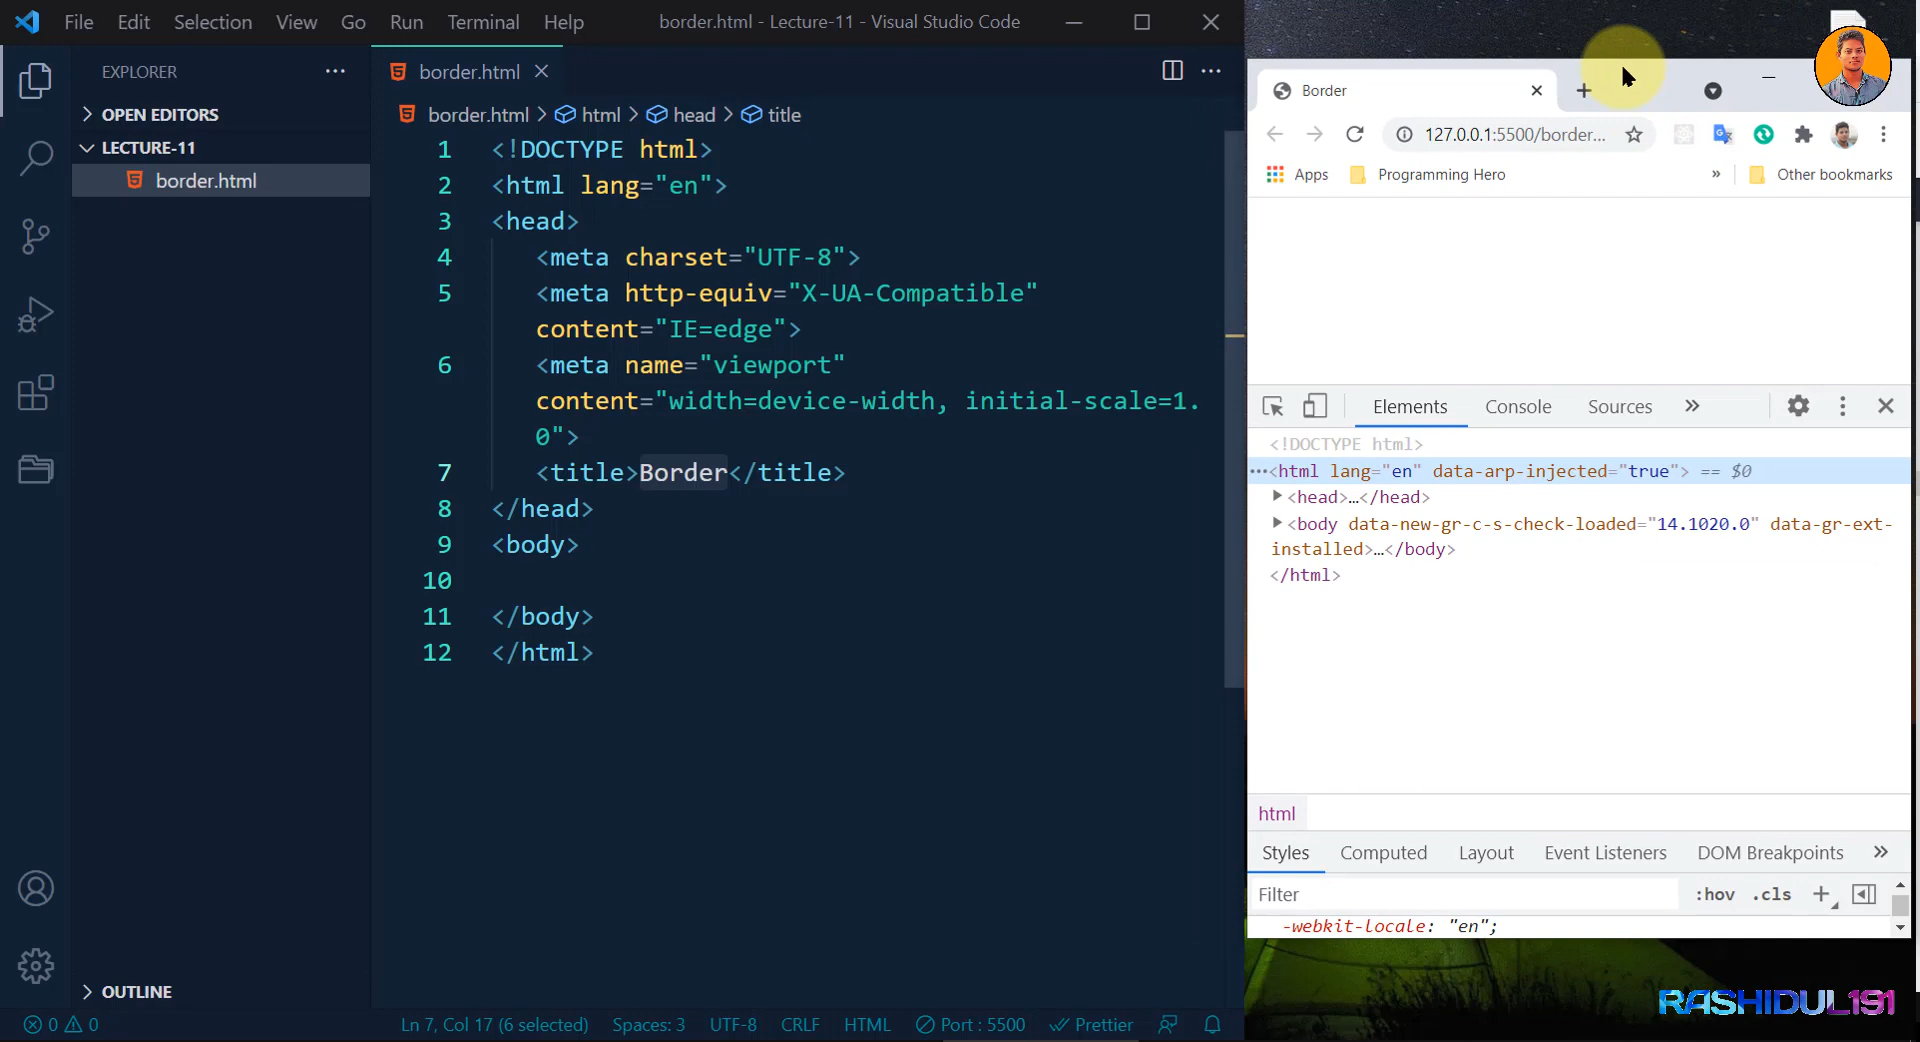 File Edit Selection View Go Run Terminal Help border.html - Lecture-11 - Visual Studio Code
EXPLORER
OPEN EDITORS
LECTURE-11
border.html
OUTLINE
border.html
border.html > html > head > title
1 <!DOCTYPE html>
2 <html lang="en">
3 <head>
4 <meta charset="UTF-8">
5 <meta http-equiv="X-UA-Compatible"
content="IE=edge">
6 <meta name="viewport"
content="width=device-width, initial-scale=1.
0">
7 <title>Border</title>
8 </head>
9 <body>
10
11 </body>
12 </html>
0 0 Ln 7, Col 17 (6 selected) Spaces: 3 UTF-8 CRLF HTML Port : 5500 Prettier
Border
127.0.0.1:5500/border...
Apps Programming Hero » Other bookmarks
Elements Console Sources »
<!DOCTYPE html>
···<html lang="en" data-arp-injected="true"> == $0
<head>…</head>
<body data-new-gr-c-s-check-loaded="14.1020.0" data-gr-ext-
installed>…</body>
</html>
html
Styles Computed Layout Event Listeners DOM Breakpoints »
Filter :hov .cls +
-webkit-locale: "en";
RASHIDUL191